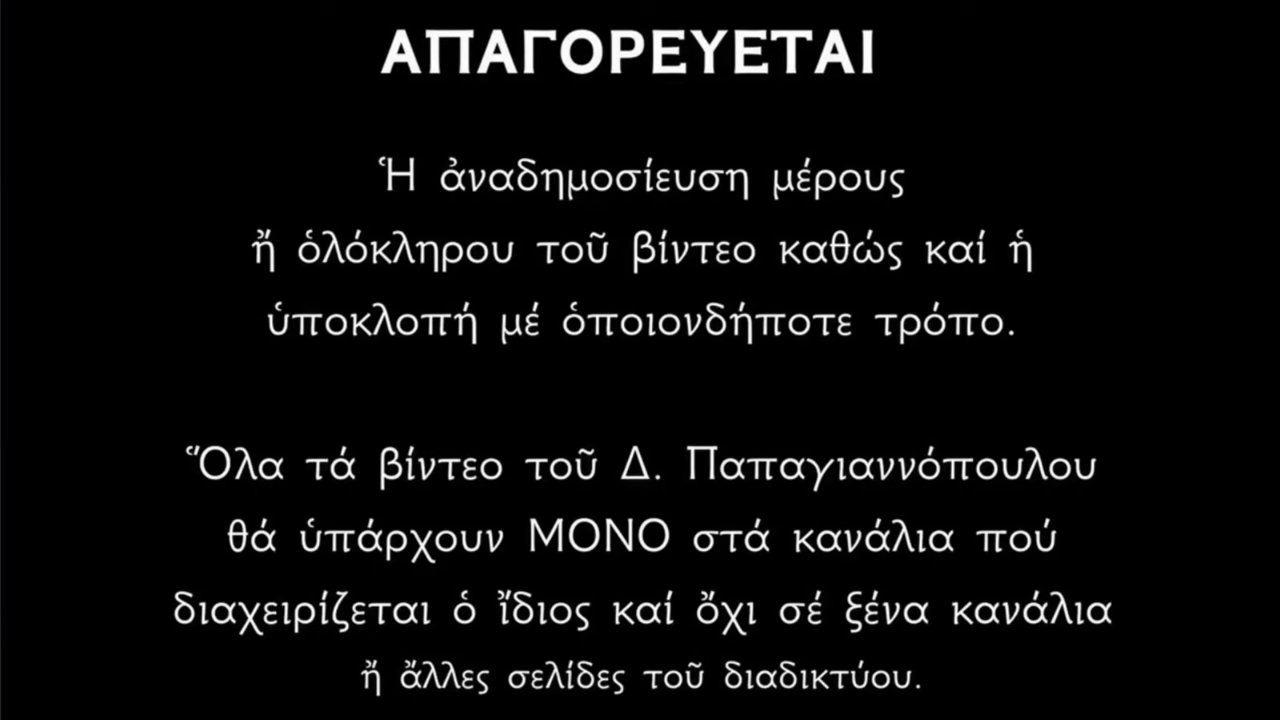 ΑΠΑΓΟΡΕΥΕΤΑΙ
Ἡ ἀναδημοσίευση μέρους
ἤ ὁλόκληρου τοῦ βίντεο καθώς καί ἡ
ὑποκλοπή μέ ὁποιονδήποτε τρόπο.
Ὅλα τά βίντεο τοῦ Δ. Παπαγιαννόπουλου
θά ὑπάρχουν ΜΟΝΟ στά κανάλια πού
διαχειρίζεται ὁ ἴδιος καί ὄχι σέ ξένα κανάλια
ἤ ἄλλες σελίδες τοῦ διαδικτύου.